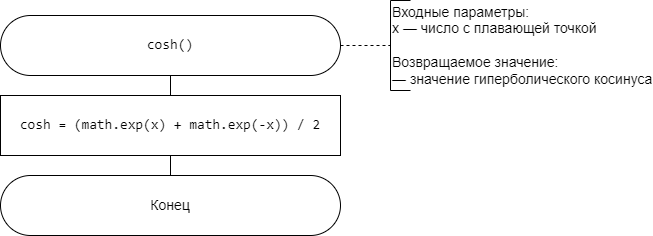 cosh()
Входные параметры:
x — число с плавающей точкой
Возвращаемое значение:
— значение гиперболического косинуса
cosh = (math.exp(x) + math.exp(-x)) / 2
Конец